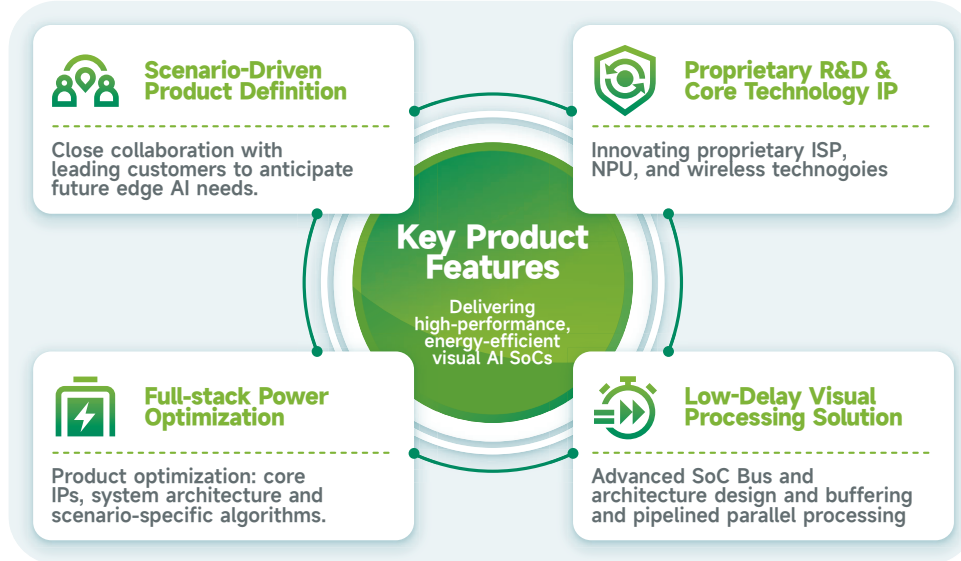 Scenario-Driven
Product Definition
Close collaboration with
leading customers to anticipate
future edge AI needs.
Proprietary R&D &
Core Technology IP
Innovating proprietary ISP,
NPU, and wireless technogoies
Key Product
Features
Delivering
high-performance,
energy-efficient
visual AI SoCs
Full-stack Power
Optimization
Product optimization: core
IPs, system architecture and
scenario-specific algorithms.
Low-Delay Visual
Processing Solution
Advanced SoC Bus and
architecture design and buffering
and pipelined parallel processing